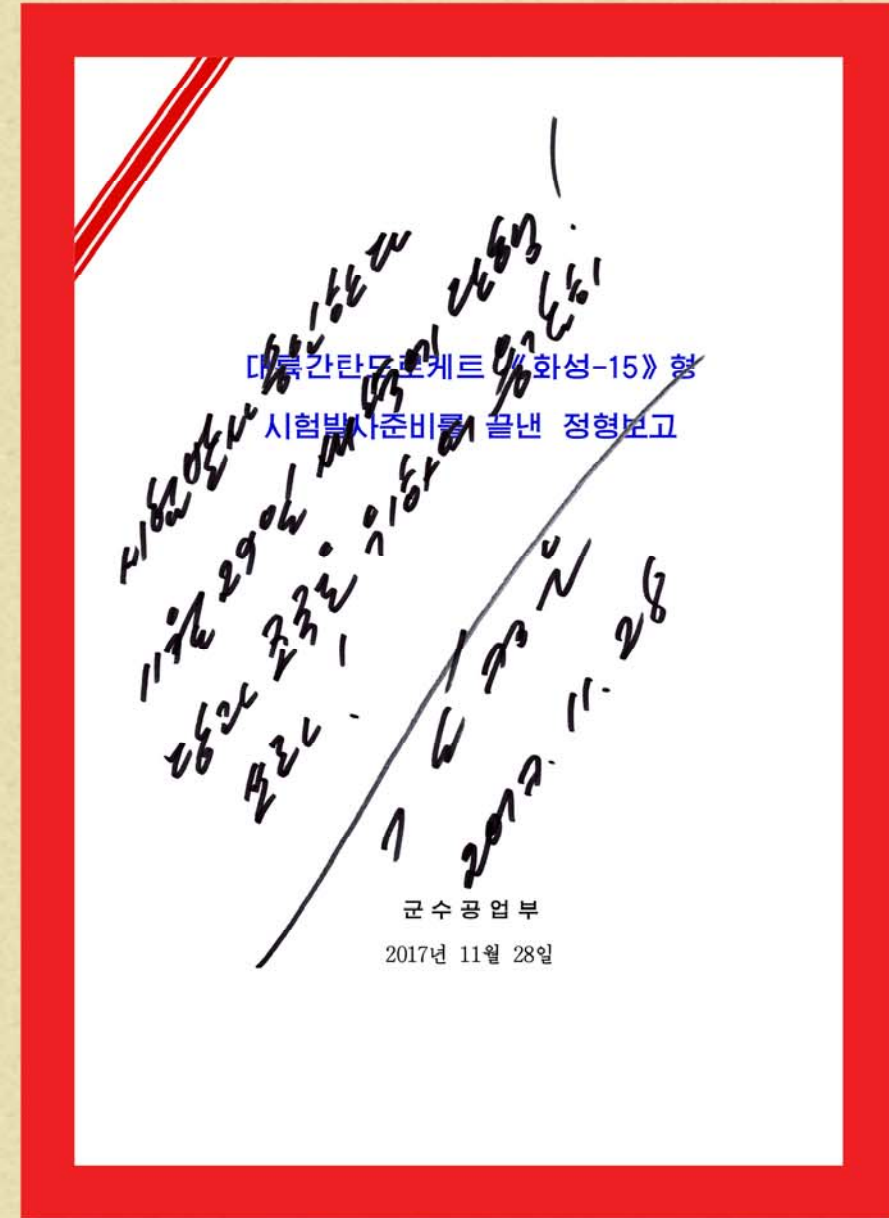 대륙간탄도로케트 《화성-15》 형
시험발사준비를 끝낸 정형보고
시험발사 승인한다
11월 29일 새벽에 단행!
당과 조국을 위하여 용감히
쏘라!
김정은
2017. 11. 28
군수공업부
2017년 11월 28일